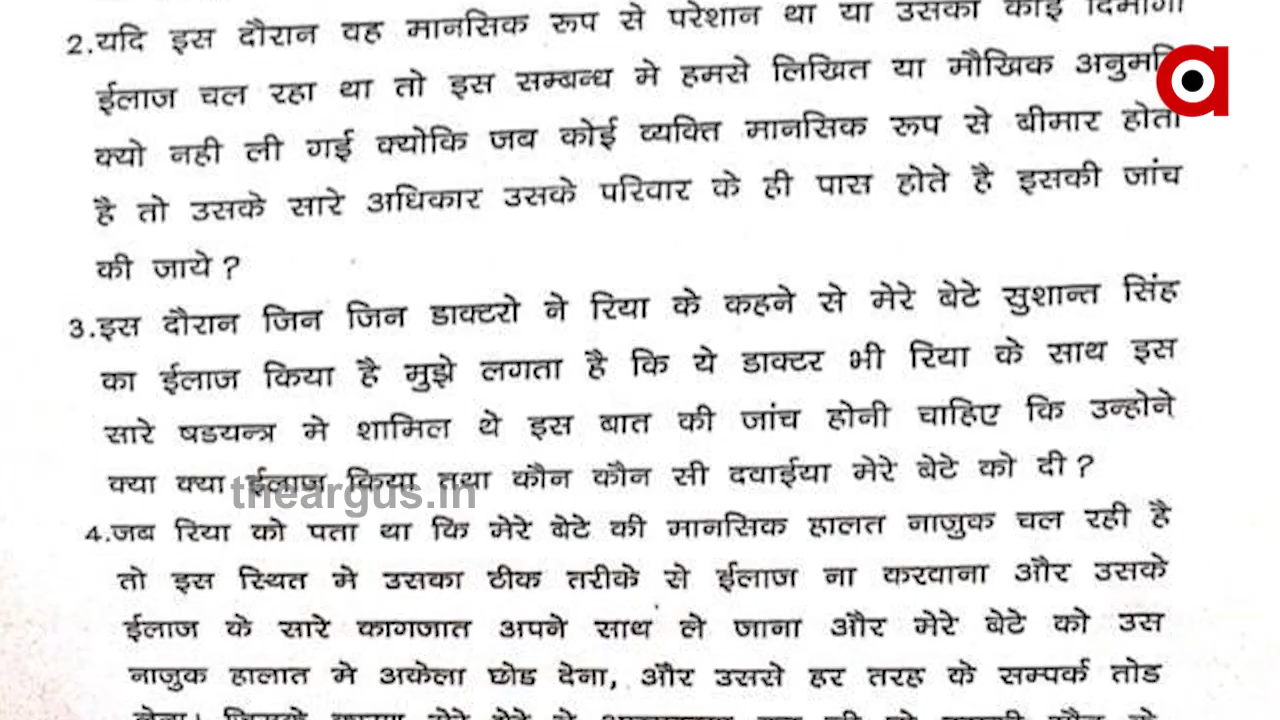 2.यदि इस दौरान वह मानसिक रूप से परेशान था या उसका कोई दिमागी
ईलाज चल रहा था तो इस सम्बन्ध मे हमसे लिखित या मौखिक अनुमति
क्यो नही ली गई क्योकि जब कोई व्यक्ति मानसिक रूप से बीमार होता
है तो उसके सारे अधिकार उसके परिवार के ही पास होते है इसकी जांच
की जाये ?
3.इस दौरान जिन जिन डाक्टरो ने रिया के कहने से मेरे बेटे सुशान्त सिंह
का ईलाज किया है मुझे लगता है कि ये डाक्टर भी रिया के साथ इस
सारे षडयन्त्र मे शामिल थे इस बात की जांच होनी चाहिए कि उन्होने
क्या क्या ईलाज किया तथा कौन कौन सी दवाईया मेरे बेटे को दी ?
theargus.in
4.जब रिया को पता था कि मेरे बेटे की मानसिक हालत नाजुक चल रही है
तो इस स्थित मे उसका ठीक तरीके से ईलाज ना करवाना और उसके
ईलाज के सारे कागजात अपने साथ ले जाना और मेरे बेटे को उस
नाजुक हालात मे अकेला छोड देना, और उससे हर तरह के सम्पर्क तोड